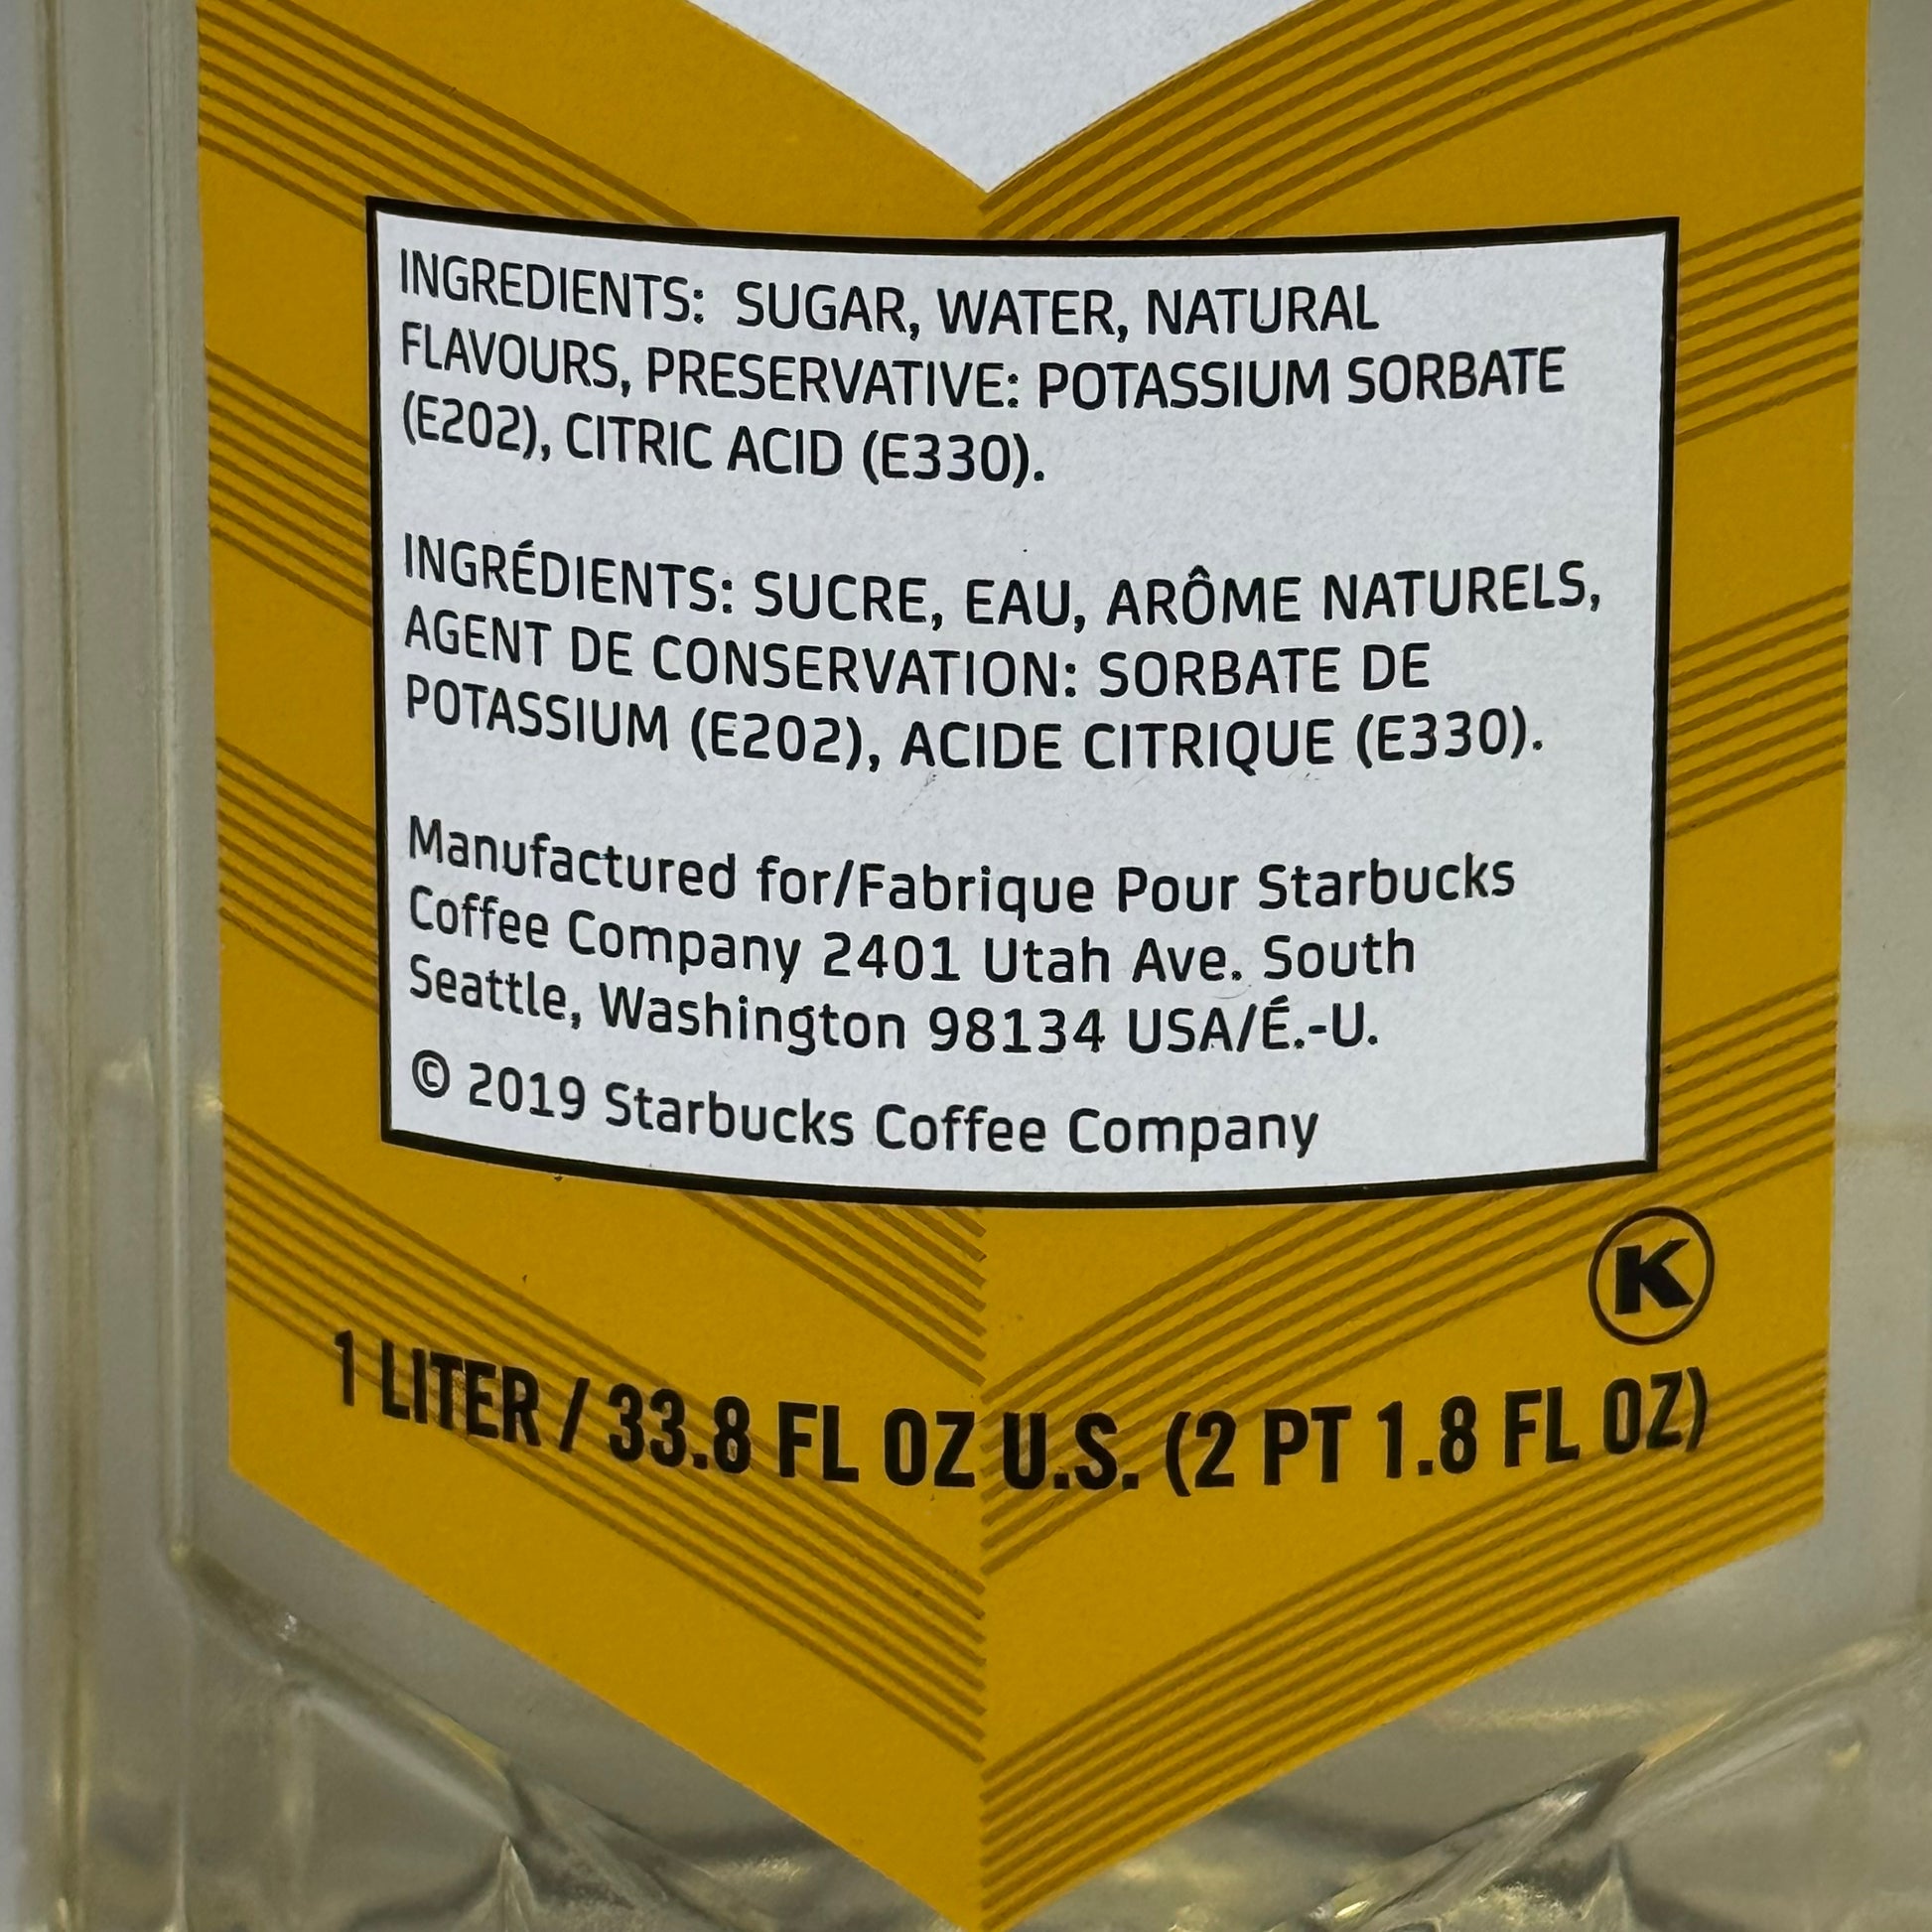 INGREDIENTS: SUGAR, WATER, NATURAL
FLAVOURS, PRESERVATIVE: POTASSIUM SORBATE
(E202), CITRIC ACID (E330).
INGRÉDIENTS: SUCRE, EAU, ARÔME NATURELS,
AGENT DE CONSERVATION: SORBATE DE
POTASSIUM (E202), ACIDE CITRIQUE (E330).
Manufactured for/Fabrique Pour Starbucks
Coffee Company 2401 Utah Ave. South
Seattle, Washington 98134 USA/É.-U.
© 2019 Starbucks Coffee Company
K
1 LITER / 33.8 FL OZ U.S. (2 PT 1.8 FL OZ)